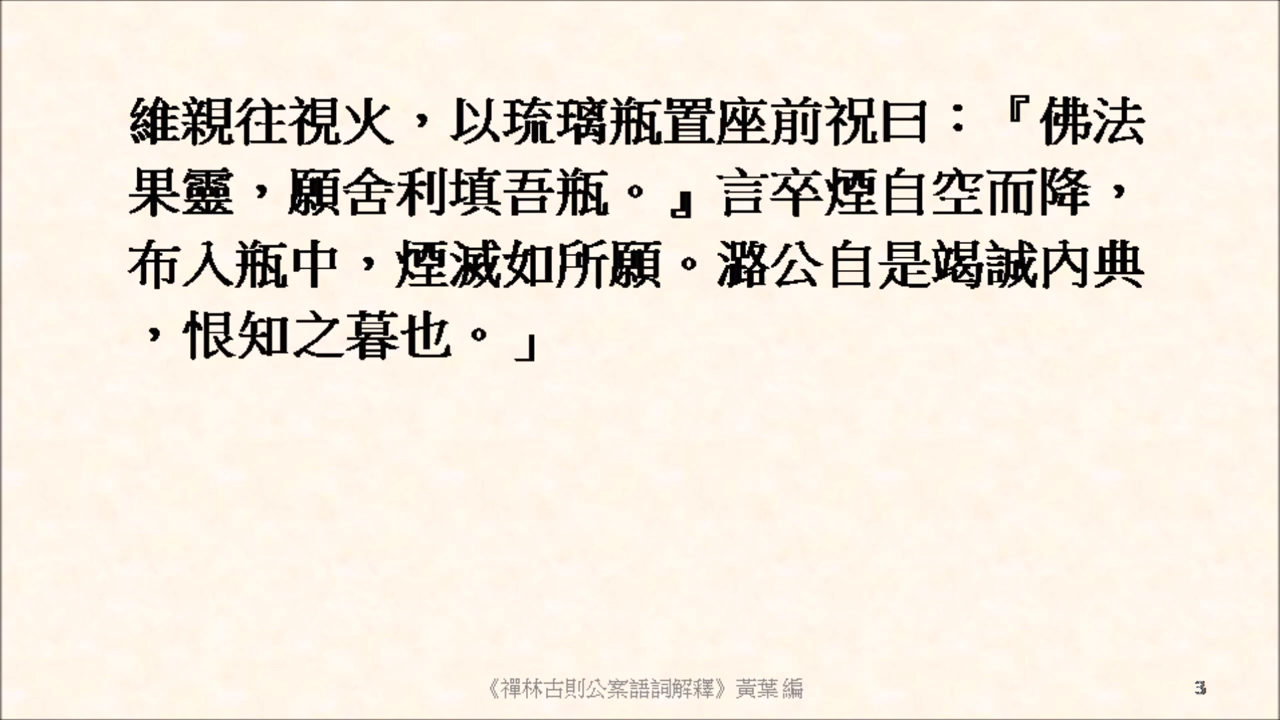 維親往視火，以琉璃瓶置座前祝曰：『佛法
果靈，願舍利填吾瓶。』言卒煙自空而降，
布入瓶中，煙滅如所願。潞公自是竭誠內典
，恨知之暮也。」
《禪林古則公案語詞解釋》黃葉 編
3